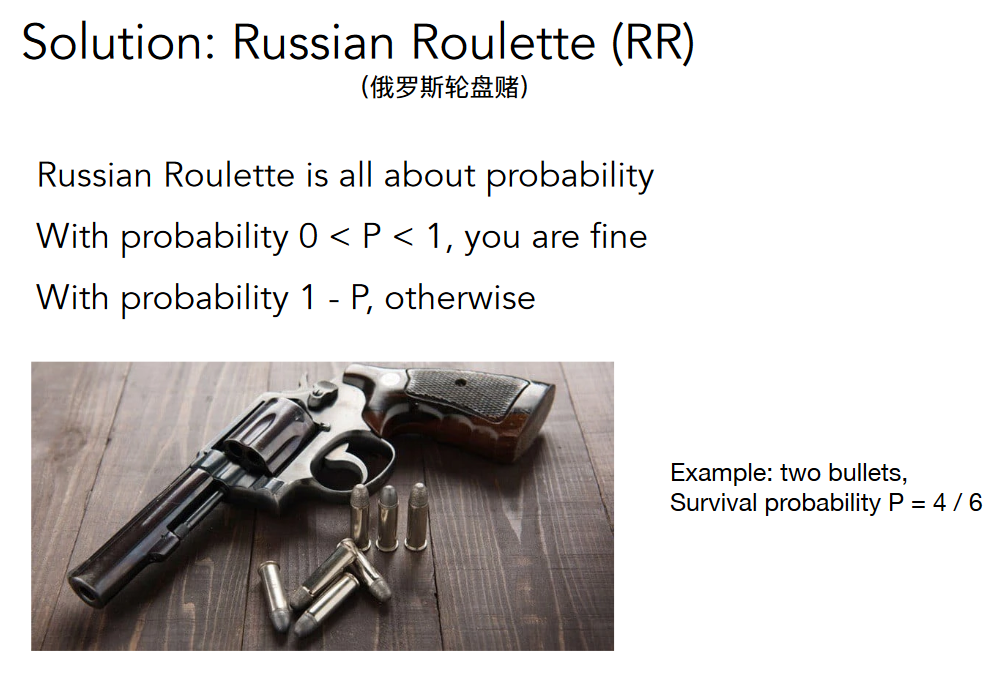 Solution: Russian Roulette (RR)
（俄罗斯轮盘赌）
Russian Roulette is all about probability
With probability 0 < P < 1, you are fine
With probability 1 - P, otherwise
Example: two bullets,
Survival probability P = 4 / 6